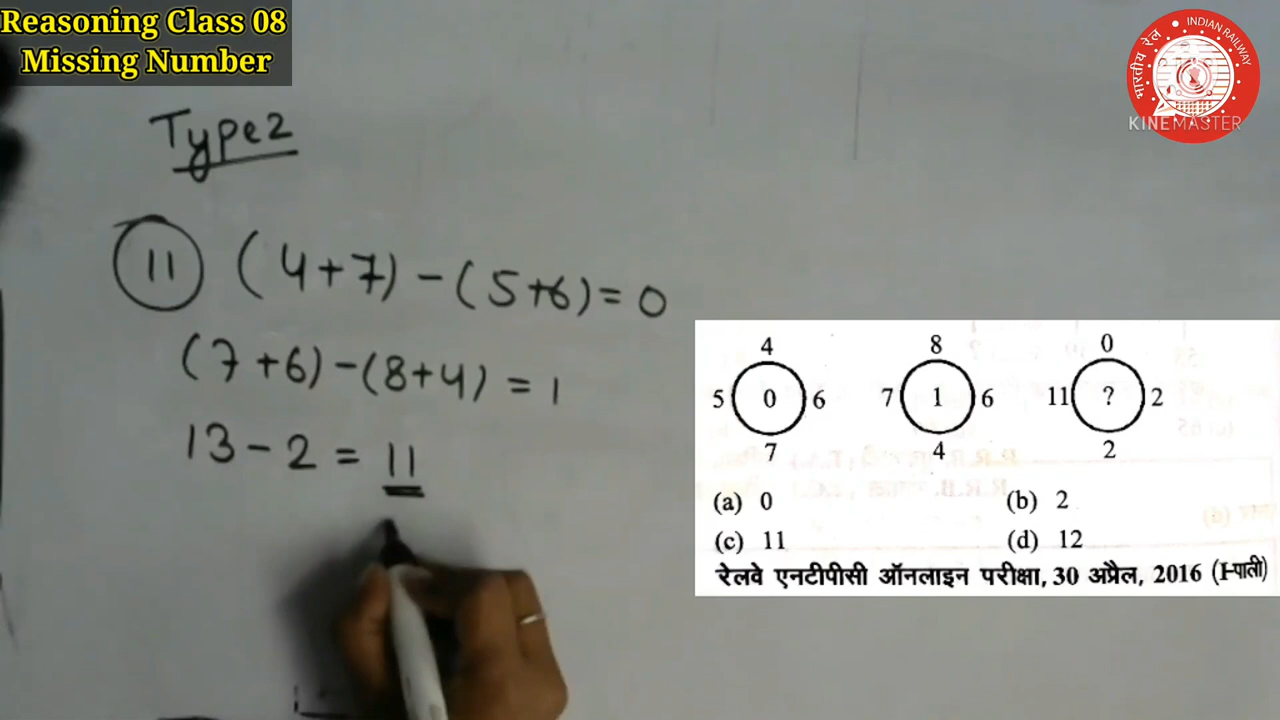 Reasoning Class 08
Missing Number
भारतीय रेल INDIAN RAILWAY
KINEMASTER
Type 2
11 (4+7) - (5+6) = 0
(7+6) - (8+4) = 1
13 - 2 = 11
4 8 0
5 0 6 7 1 6 11 ? 2
7 4 2
(a) 0 (b) 2
(c) 11 (d) 12
रेलवे एनटीपीसी ऑनलाइन परीक्षा, 30 अप्रैल, 2016 (I-पाली)